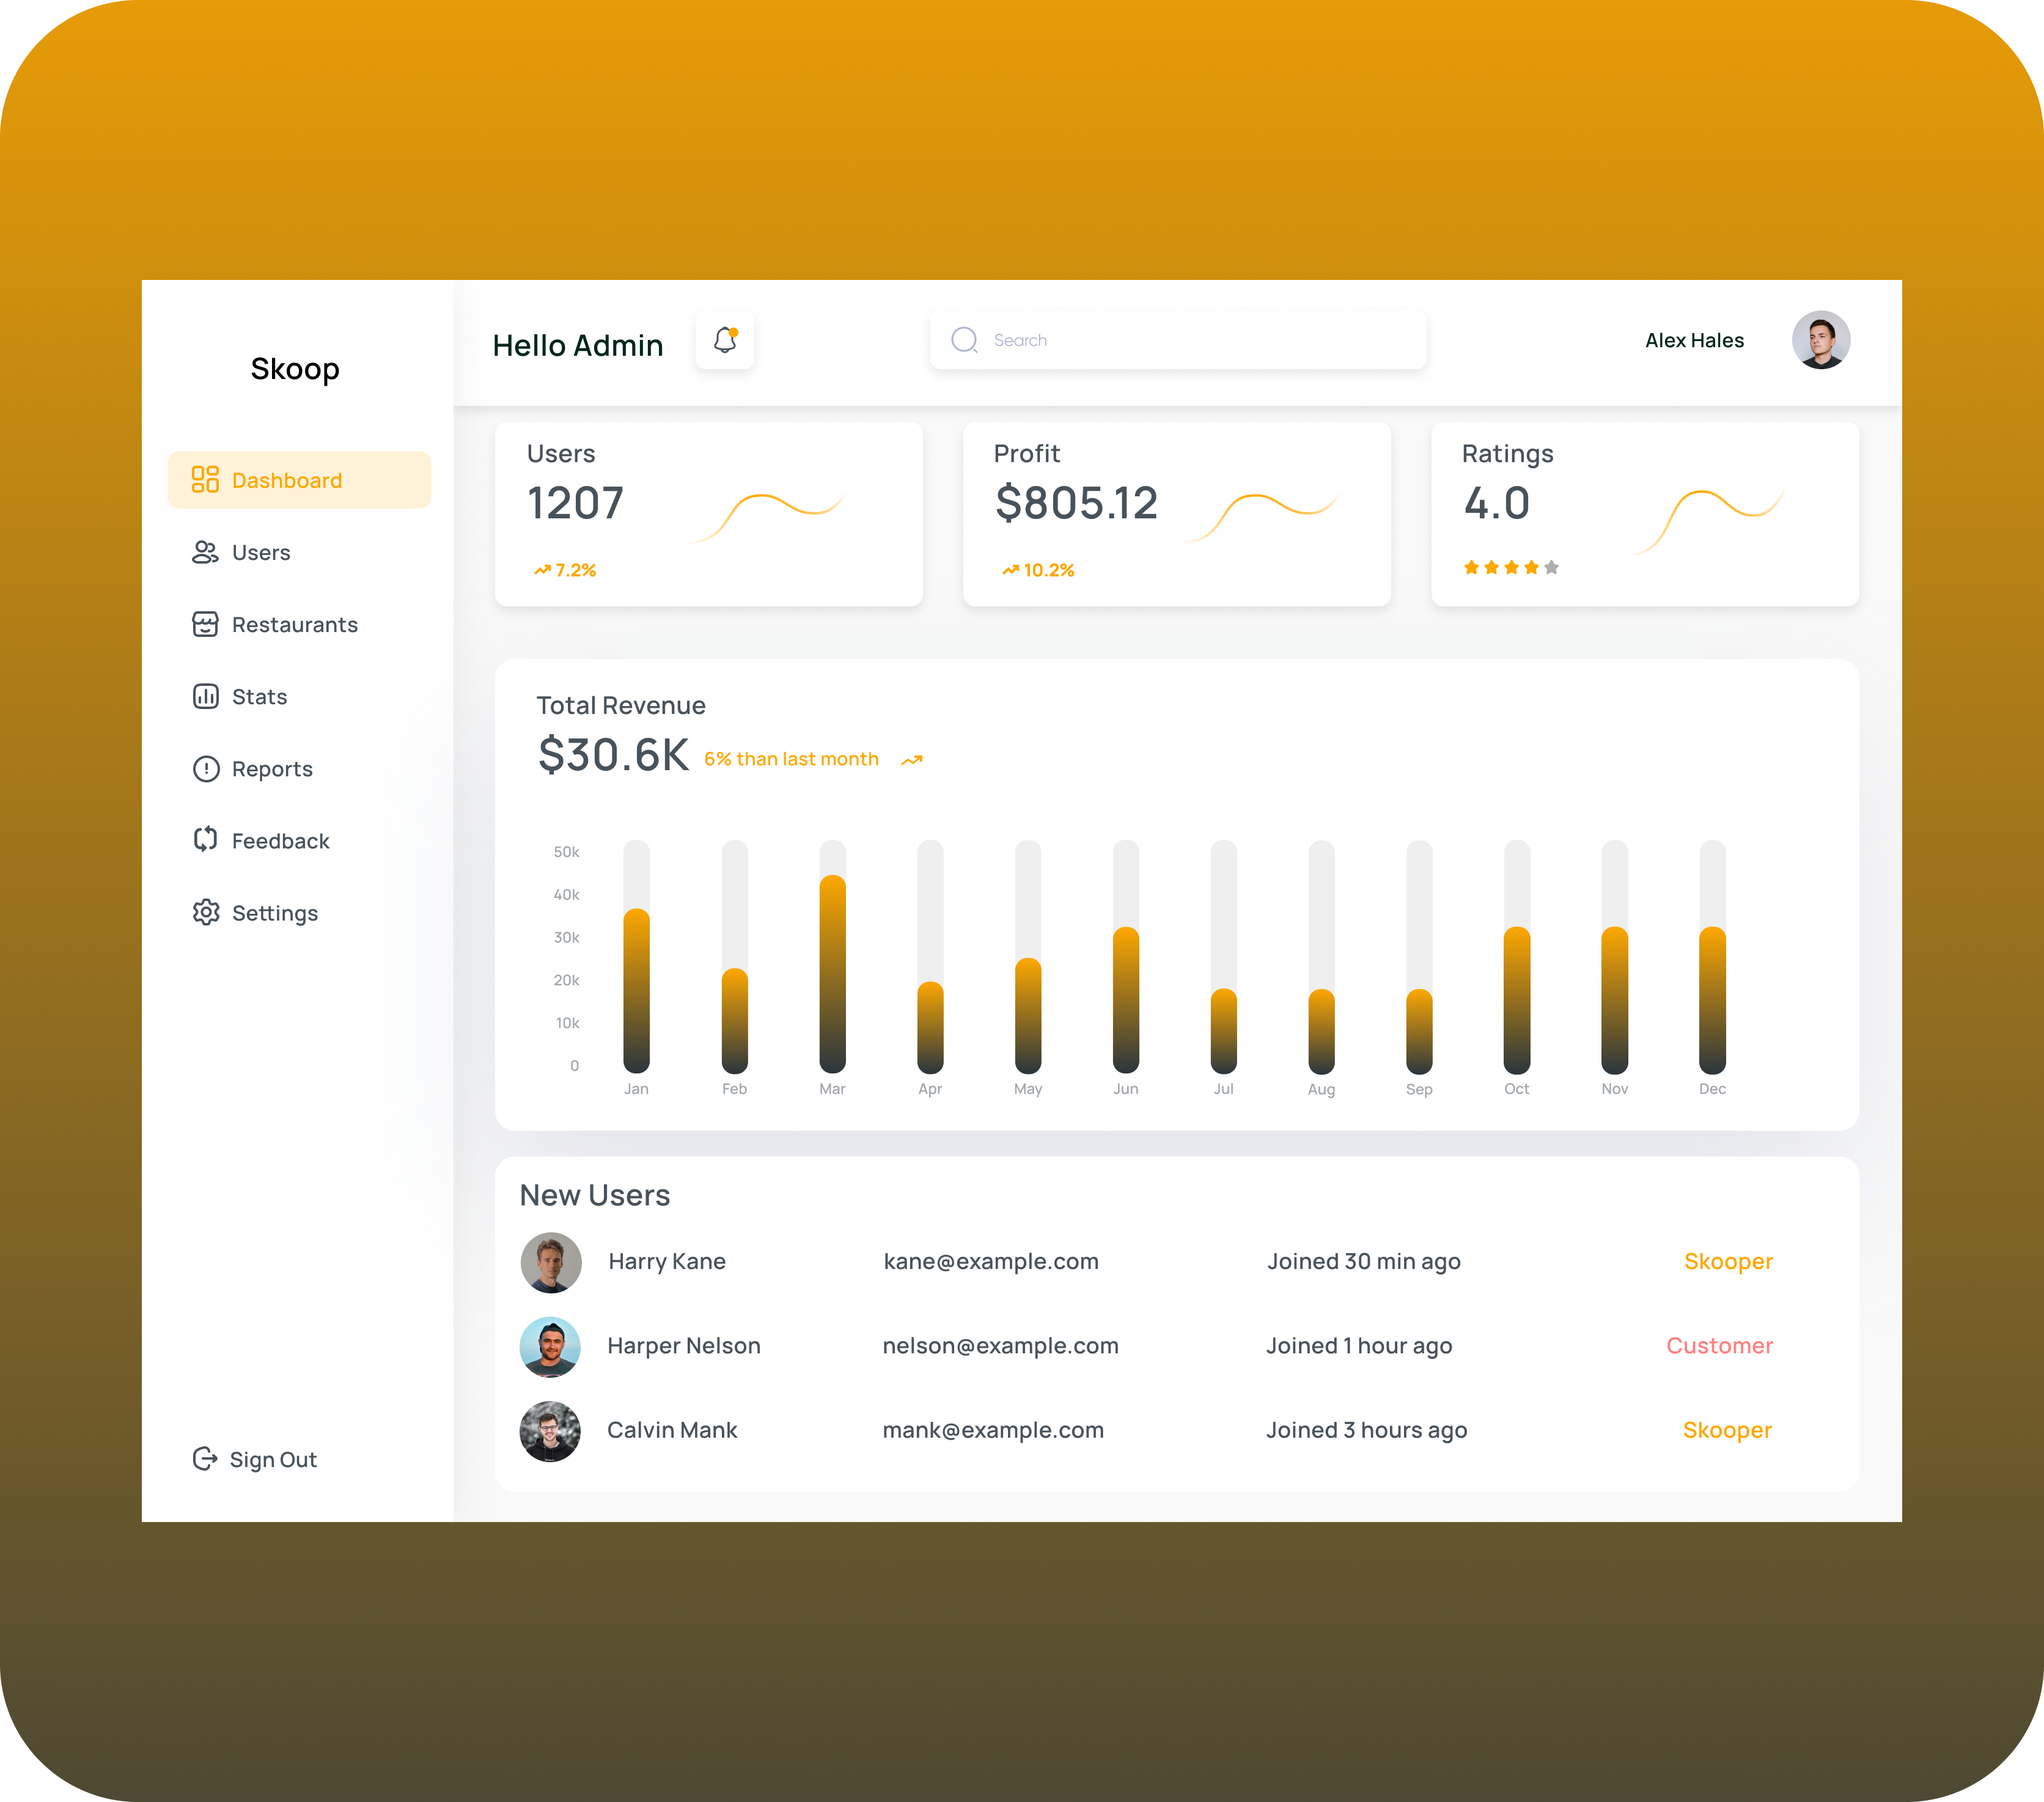 Skoop
Dashboard
Users
Restaurants
Stats
Reports
Feedback
Settings
Sign Out
Hello Admin
Search
Alex Hales
Users
1207
7.2%
Profit
$805.12
10.2%
Ratings
4.0
Total Revenue
$30.6K 6% than last month
50k
40k
30k
20k
10k
0
Jan Feb Mar Apr May Jun Jul Aug Sep Oct Nov Dec
New Users
Harry Kane kane@example.com Joined 30 min ago Skooper
Harper Nelson nelson@example.com Joined 1 hour ago Customer
Calvin Mank mank@example.com Joined 3 hours ago Skooper